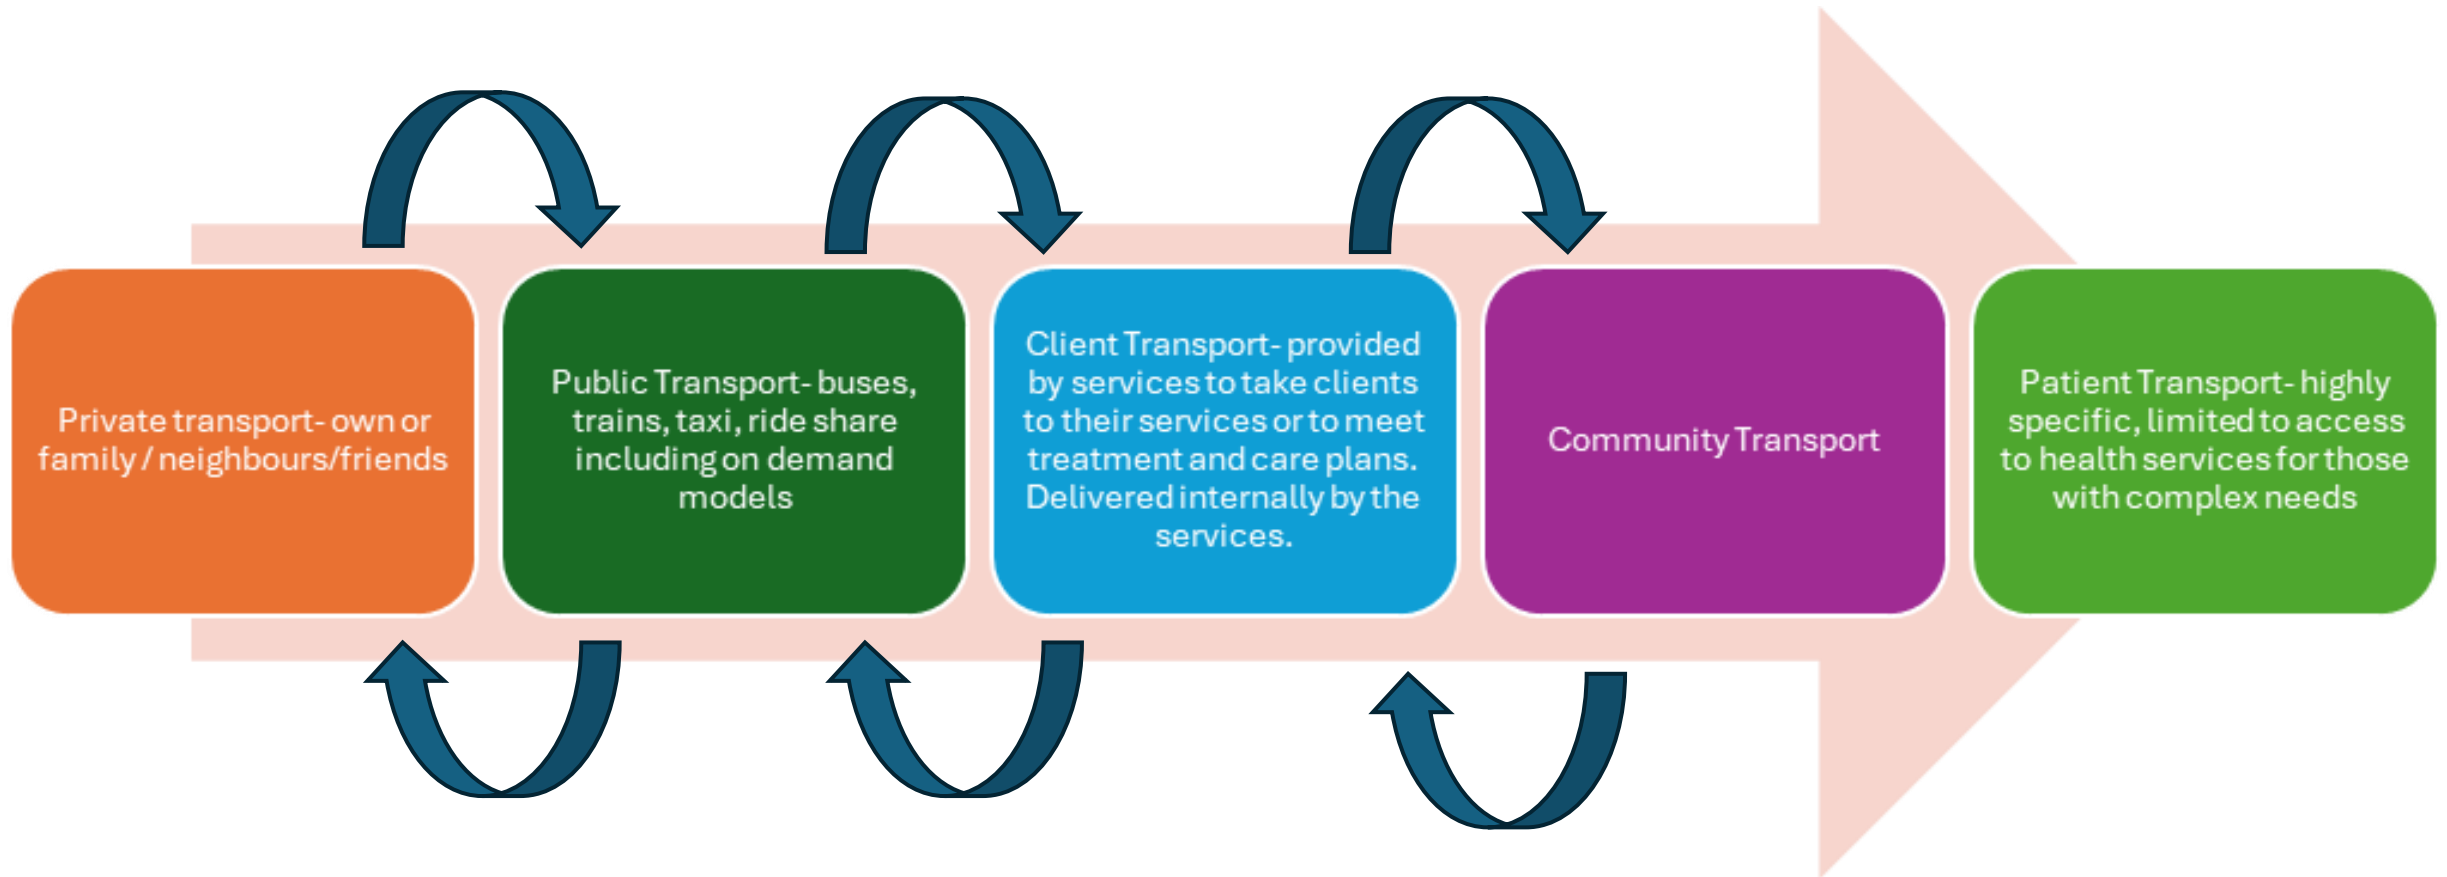 Private transport- own or
family / neighbours/friends
Public Transport- buses,
trains, taxi, ride share
including on demand
models
Client Transport- provided
by services to take clients
to their services or to meet
treatment and care plans.
Delivered internally by the
services.
Community Transport
Patient Transport- highly
specific, limited to access
to health services for those
with complex needs